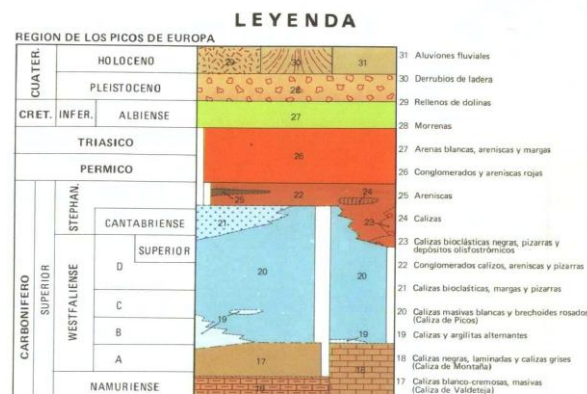 LEYENDA
REGION DE LOS PICOS DE EUROPA
CUATER.
HOLOCENO
29
30
31
PLEISTOCENO
28
CRET.
INFER.
ALBIENSE
27
TRIASICO
26
PERMICO
CARBONIFERO
SUPERIOR
STEPHAN.
22
24
25
23
CANTABRIENSE
21
WESTFALIENSE
SUPERIOR
D
20
20
C
19
B
19
A
17
18
NAMURIENSE
31 Aluviones fluviales
30 Derrubios de ladera
29 Rellenos de dolinas
28 Morrenas
27 Arenas blancas, areniscas y margas
26 Conglomerados y areniscas rojas
25 Areniscas
24 Calizas
23 Calizas bioclásticas negras, pizarras y
depósitos olisfostrómicos
22 Conglomerados calizos, areniscas y pizarras
21 Calizas bioclásticas, margas y pizarras
20 Calizas masivas blancas y brechoides rosados
(Caliza de Picos)
19 Calizas y argilitas alternantes
18 Calizas negras, laminadas y calizas grises
(Caliza de Montaña)
17 Calizas blanco-cremosas, masivas
(Caliza de Valdeteja)